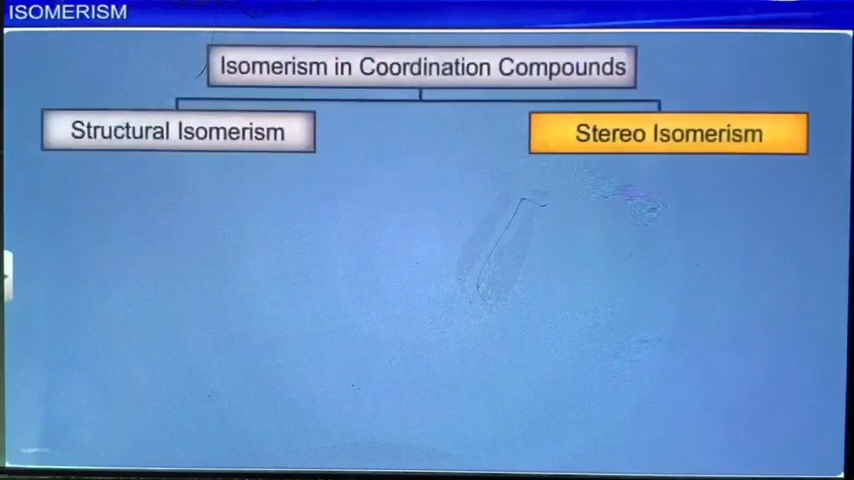 ISOMERISM
Isomerism in Coordination Compounds
Structural Isomerism
Stereo Isomerism